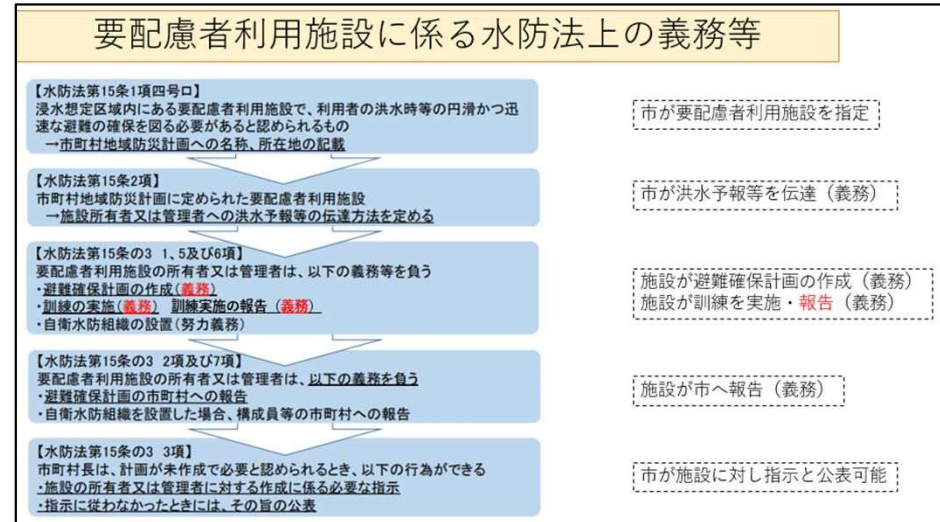 要配慮者利用施設に係る水防法上の義務等
【水防法第15条1項四号ロ】
浸水想定区域内にある要配慮者利用施設で、利用者の洪水時等の円滑かつ迅
速な避難の確保を図る必要があると認められるもの
→市町村地域防災計画への名称、所在地の記載
市が要配慮者利用施設を指定
【水防法第15条2項】
市町村地域防災計画に定められた要配慮者利用施設
→施設所有者又は管理者への洪水予報等の伝達方法を定める
市が洪水予報等を伝達（義務）
【水防法第15条の3 1、5及び6項】
要配慮者利用施設の所有者又は管理者は、以下の義務等を負う
・避難確保計画の作成（義務）
・訓練の実施（義務） 訓練実施の報告（義務）
・自衛水防組織の設置（努力義務）
施設が避難確保計画の作成（義務）
施設が訓練を実施・報告（義務）
【水防法第15条の3 2項及び7項】
要配慮者利用施設の所有者又は管理者は、以下の義務を負う
・避難確保計画の市町村への報告
・自衛水防組織を設置した場合、構成員等の市町村への報告
施設が市へ報告（義務）
【水防法第15条の3 3項】
市町村長は、計画が未作成で必要と認められるとき、以下の行為ができる
・施設の所有者又は管理者に対する作成に係る必要な指示
・指示に従わなかったときには、その旨の公表
市が施設に対し指示と公表可能